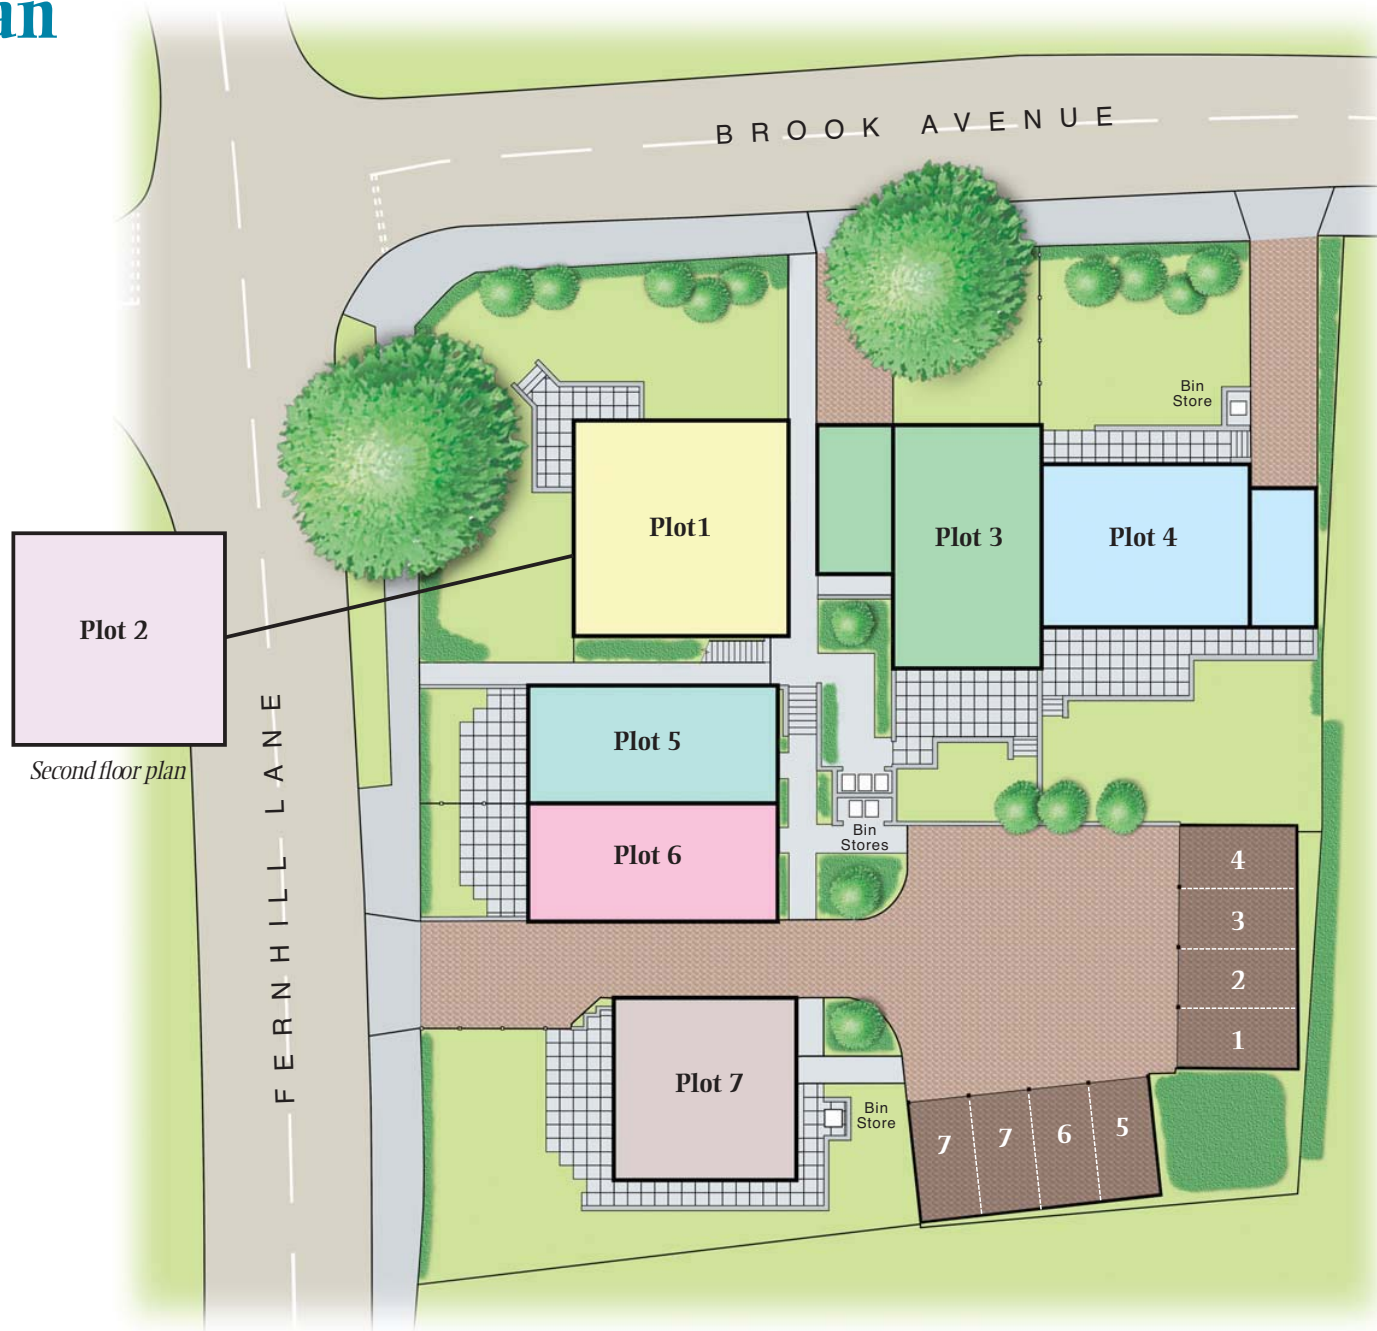 an
BROOK AVENUE
Bin
Store
Plot1
Plot 3
Plot 4
Plot 2
Second floor plan
FERNHILL LANE
Plot 5
Plot 6
Bin
Stores
4
3
2
1
Plot 7
Bin
Store
7 7 6 5